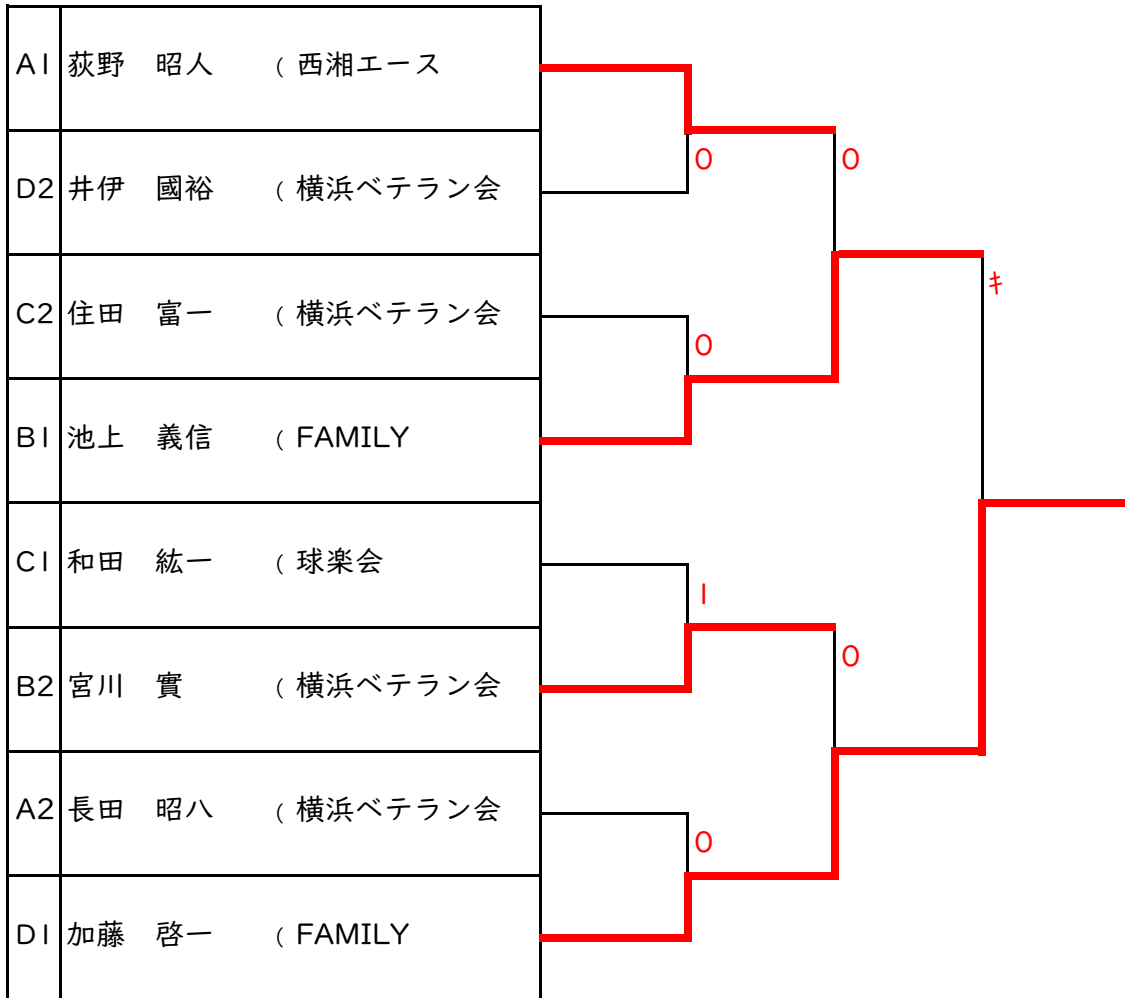 A1 荻野 昭人 ( 西湘エース
0 0
D2 井伊 國裕 ( 横浜ベテラン会
キ
C2 住田 富一 ( 横浜ベテラン会
0
B1 池上 義信 ( FAMILY
C1 和田 紘一 ( 球楽会
1
0
B2 宮川 實 ( 横浜ベテラン会
A2 長田 昭八 ( 横浜ベテラン会
0
D1 加藤 啓一 ( FAMILY